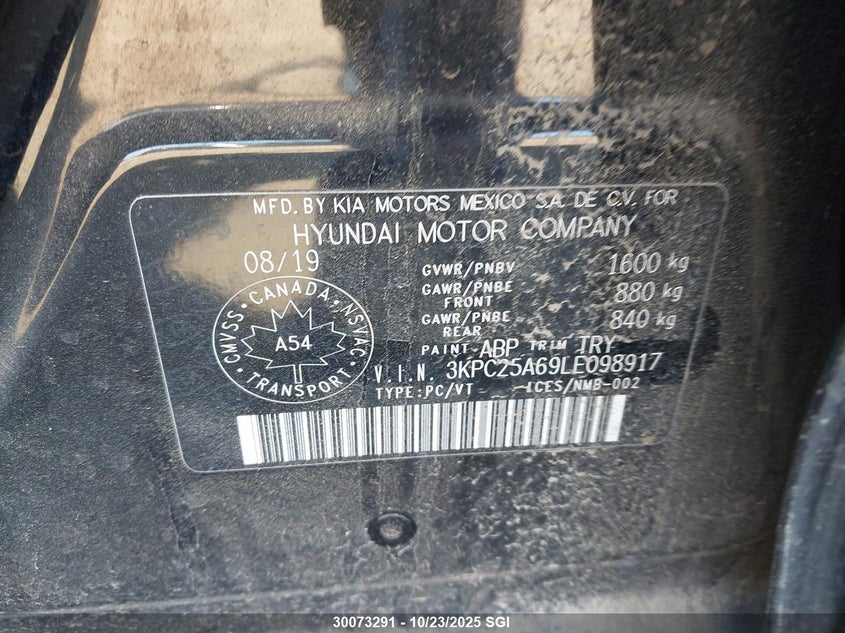 MFD. BY KIA MOTORS MEXICO S.A. DE C.V. FOR
HYUNDAI MOTOR COMPANY
08/19
GVWR/PNBV 1600 kg
GAWR/PNBE FRONT 880 kg
GAWR/PNBE REAR 840 kg
CMVSS • CANADA • NSVAC • TRANSPORT •
A54
PAINT ABP TRIM TRY
V.I.N. 3KPC25A69LE098917
TYPE:PC/VT ICES/NMB-002
30073291 - 10/23/2025 SGI